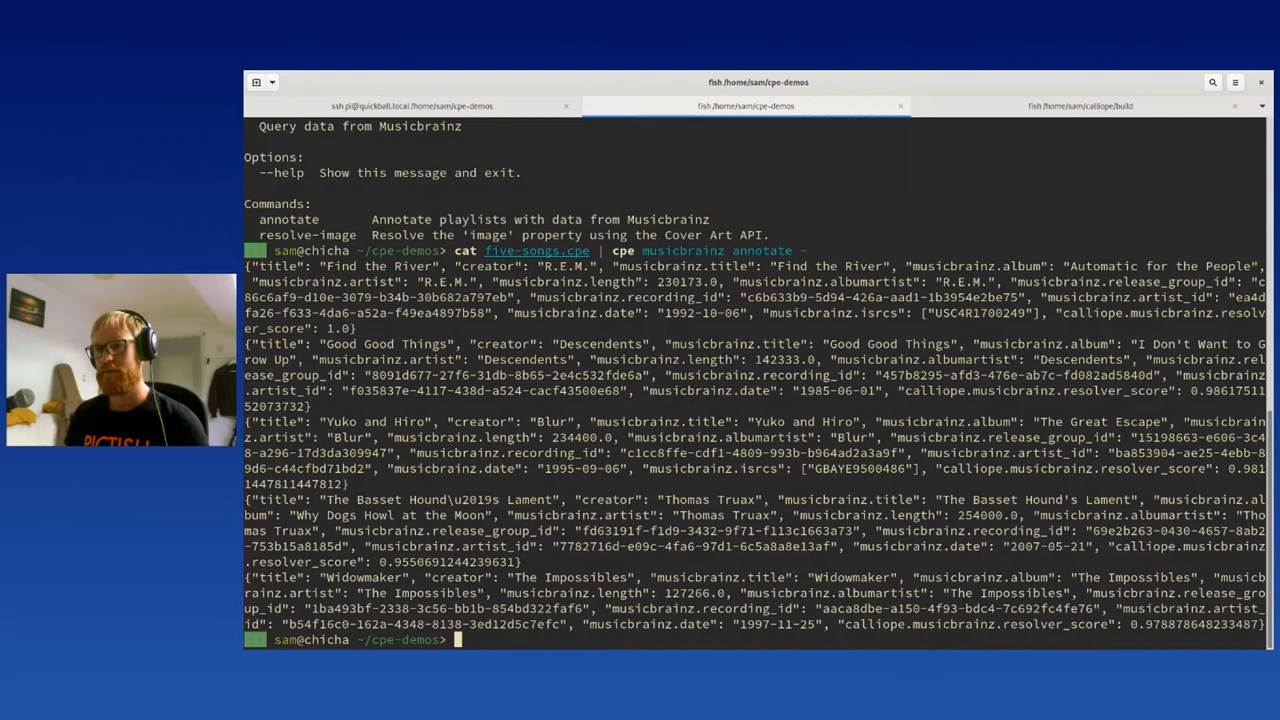 fish /home/sam/cpe-demos
ssh pi@quickball.local /home/sam/cpe-demos
fish /home/sam/cpe-demos
fish /home/sam/calliope/build
Query data from Musicbrainz
Options:
--help  Show this message and exit.
Commands:
annotate       Annotate playlists with data from Musicbrainz
resolve-image  Resolve the 'image' property using the Cover Art API.
sam@chicha ~/cpe-demos> cat five-songs.cpe | cpe musicbrainz annotate -
{"title": "Find the River", "creator": "R.E.M.", "musicbrainz.title": "Find the River", "musicbrainz.album": "Automatic for the People",
"musicbrainz.artist": "R.E.M.", "musicbrainz.length": 230173.0, "musicbrainz.albumartist": "R.E.M.", "musicbrainz.release_group_id": "c
86c6af9-d10e-3079-b34b-30b682a797eb", "musicbrainz.recording_id": "c6b633b9-5d94-426a-aad1-1b3954e2be75", "musicbrainz.artist_id": "ea4d
fa26-f633-4da6-a52a-f49ea4897b58", "musicbrainz.date": "1992-10-06", "musicbrainz.isrcs": ["USC4R1700249"], "calliope.musicbrainz.resolv
er_score": 1.0}
{"title": "Good Good Things", "creator": "Descendents", "musicbrainz.title": "Good Good Things", "musicbrainz.album": "I Don't Want to G
row Up", "musicbrainz.artist": "Descendents", "musicbrainz.length": 142333.0, "musicbrainz.albumartist": "Descendents", "musicbrainz.rel
ease_group_id": "8091d677-27f6-31db-8b65-2e4c532fde6a", "musicbrainz.recording_id": "457b8295-afd3-476e-ab7c-fd082ad5840d", "musicbrainz
.artist_id": "f035837e-4117-438d-a524-cacf43500e68", "musicbrainz.date": "1985-06-01", "calliope.musicbrainz.resolver_score": 0.98617511
52073732}
{"title": "Yuko and Hiro", "creator": "Blur", "musicbrainz.title": "Yuko and Hiro", "musicbrainz.album": "The Great Escape", "musicbrain
z.artist": "Blur", "musicbrainz.length": 234400.0, "musicbrainz.albumartist": "Blur", "musicbrainz.release_group_id": "15198663-e606-3c4
8-a296-17d3da309947", "musicbrainz.recording_id": "c1cc8ffe-cdf1-4809-993b-b964ad2a3a9f", "musicbrainz.artist_id": "ba853904-ae25-4ebb-8
9d6-c44cfbd71bd2", "musicbrainz.date": "1995-09-06", "musicbrainz.isrcs": ["GBAYE9500486"], "calliope.musicbrainz.resolver_score": 0.981
1447811447812}
{"title": "The Basset Hound\u2019s Lament", "creator": "Thomas Truax", "musicbrainz.title": "The Basset Hound's Lament", "musicbrainz.al
bum": "Why Dogs Howl at the Moon", "musicbrainz.artist": "Thomas Truax", "musicbrainz.length": 254000.0, "musicbrainz.albumartist": "Tho
mas Truax", "musicbrainz.release_group_id": "fd63191f-f1d9-3432-9f71-f113c1663a73", "musicbrainz.recording_id": "69e2b263-0430-4657-8ab2
-753b15a8185d", "musicbrainz.artist_id": "7782716d-e09c-4fa6-97d1-6c5a8a8e13af", "musicbrainz.date": "2007-05-21", "calliope.musicbrainz
.resolver_score": 0.9550691244239631}
{"title": "Widowmaker", "creator": "The Impossibles", "musicbrainz.title": "Widowmaker", "musicbrainz.album": "The Impossibles", "musicb
rainz.artist": "The Impossibles", "musicbrainz.length": 127266.0, "musicbrainz.albumartist": "The Impossibles", "musicbrainz.release_gro
up_id": "1ba493bf-2338-3c56-bb1b-854bd322faf6", "musicbrainz.recording_id": "aaca8dbe-a150-4f93-bdc4-7c692fc4fe76", "musicbrainz.artist_
id": "b54f16c0-162a-4348-8138-3ed12d5c7efc", "musicbrainz.date": "1997-11-25", "calliope.musicbrainz.resolver_score": 0.978878648233487}
sam@chicha ~/cpe-demos>